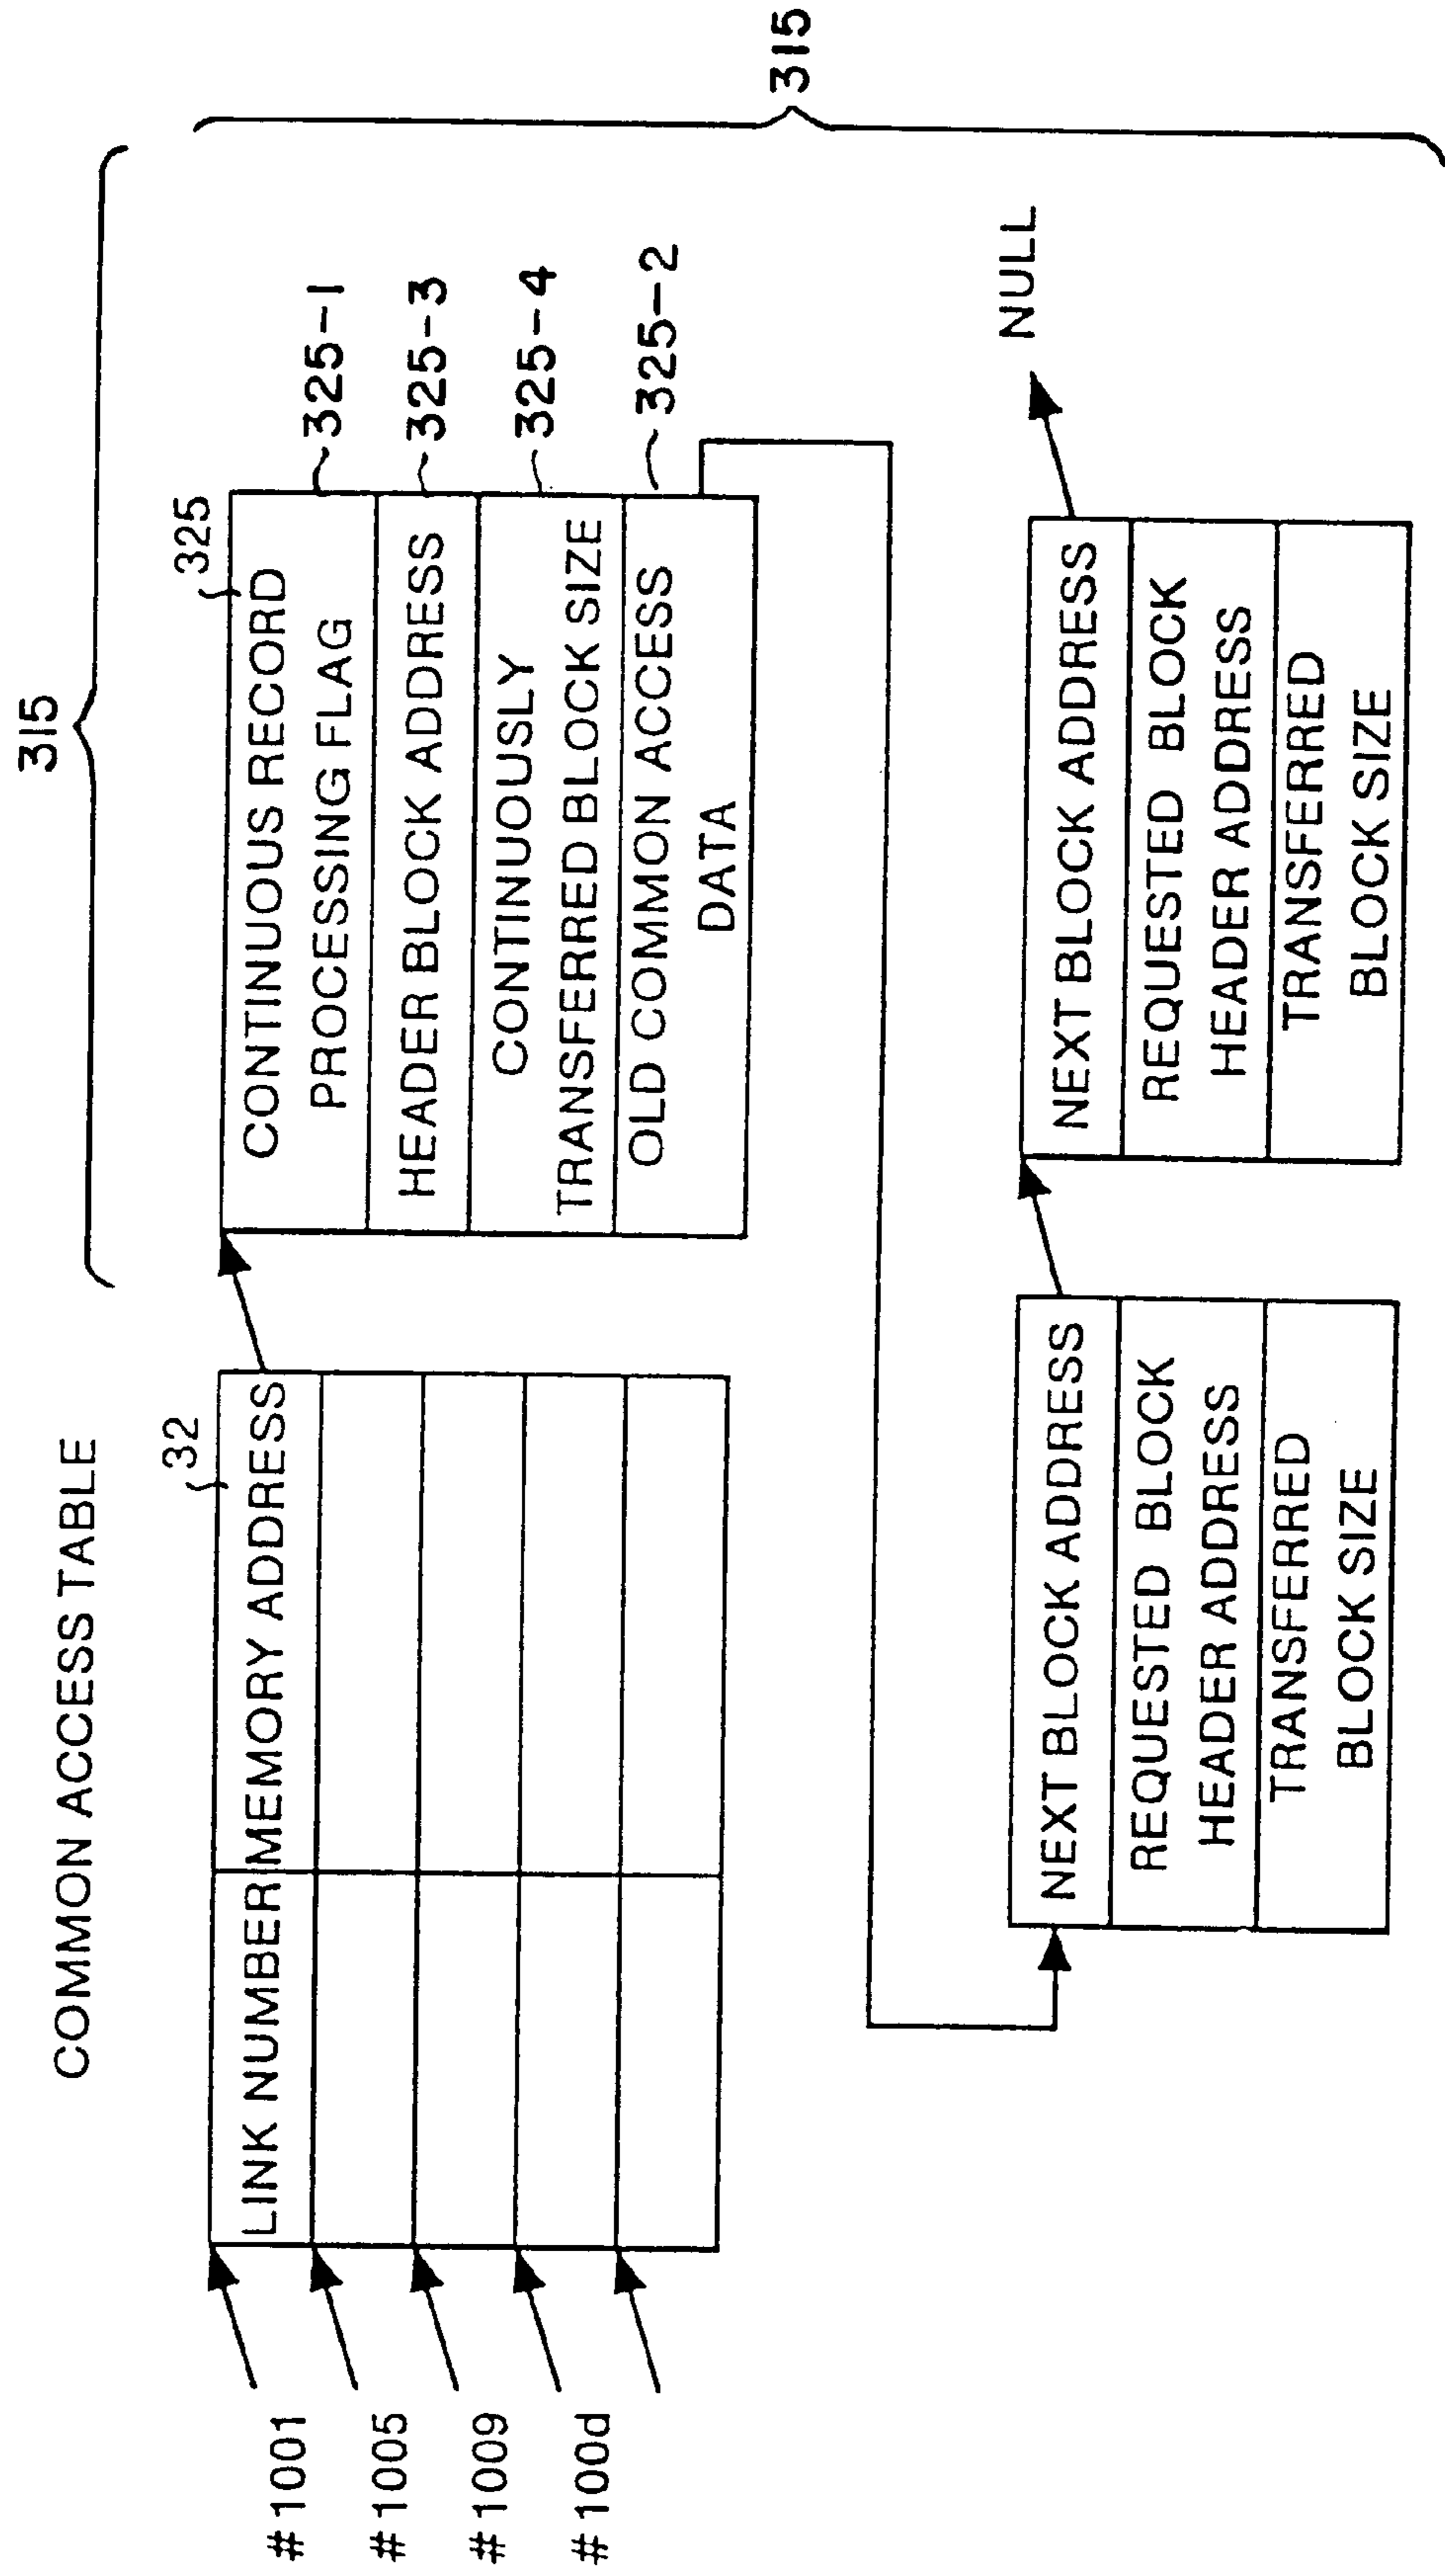 315
COMMON ACCESS TABLE
32
LINK NUMBER
MEMORY ADDRESS
#1001
#1005
#1009
#100d
325
CONTINUOUS RECORD
PROCESSING FLAG
HEADER BLOCK ADDRESS
CONTINUOUSLY
TRANSFERRED BLOCK SIZE
OLD COMMON ACCESS
DATA
325-1
325-3
325-4
325-2
NEXT BLOCK ADDRESS
REQUESTED BLOCK
HEADER ADDRESS
TRANSFERRED
BLOCK SIZE
NEXT BLOCK ADDRESS
REQUESTED BLOCK
HEADER ADDRESS
TRANSFERRED
BLOCK SIZE
NULL
315